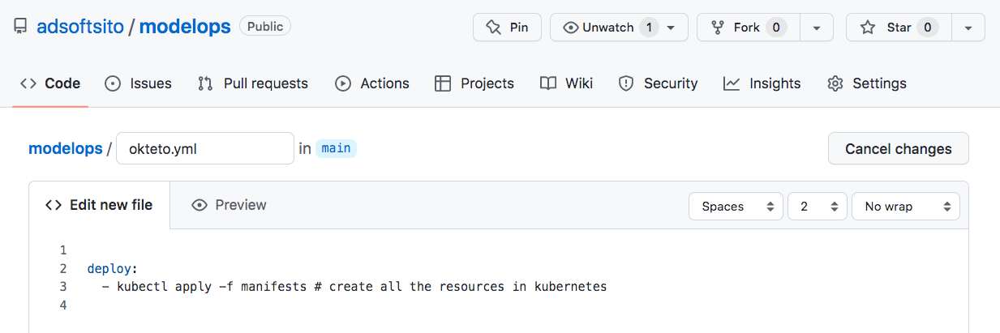 adsoftsito / modelops Public Pin Unwatch 1 Fork 0 Star 0
Code Issues Pull requests Actions Projects Wiki Security Insights Settings
modelops / okteto.yml in main Cancel changes
Edit new file Preview Spaces 2 No wrap
1
2 deploy:
3 - kubectl apply -f manifests # create all the resources in kubernetes
4